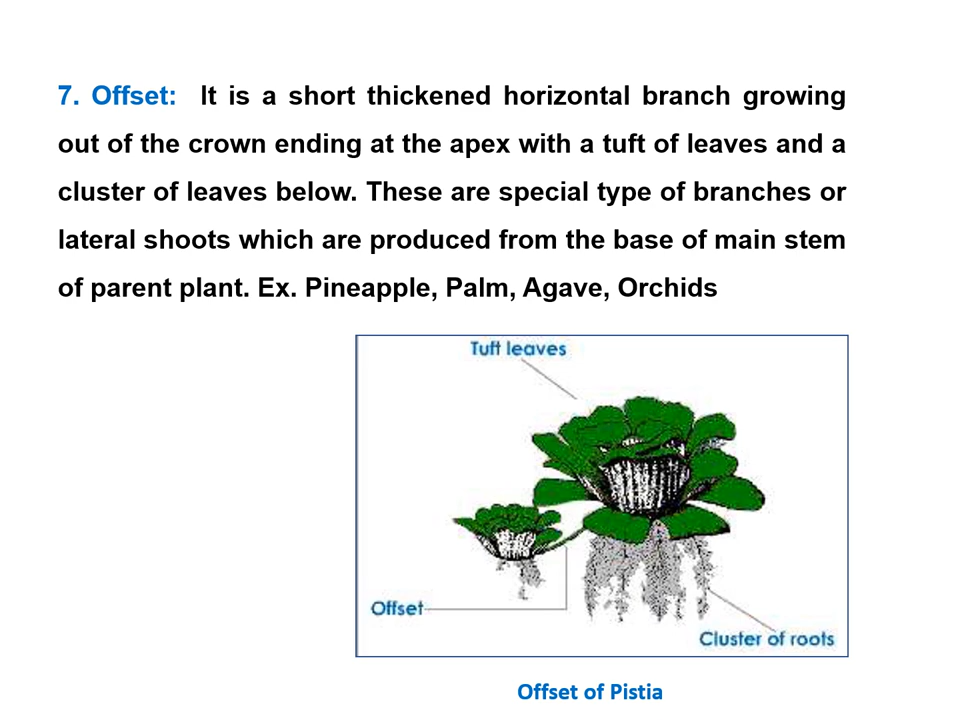 7. Offset: It is a short thickened horizontal branch growing
out of the crown ending at the apex with a tuft of leaves and a
cluster of leaves below. These are special type of branches or
lateral shoots which are produced from the base of main stem
of parent plant. Ex. Pineapple, Palm, Agave, Orchids
Tuft leaves
Offset
Cluster of roots
Offset of Pistia